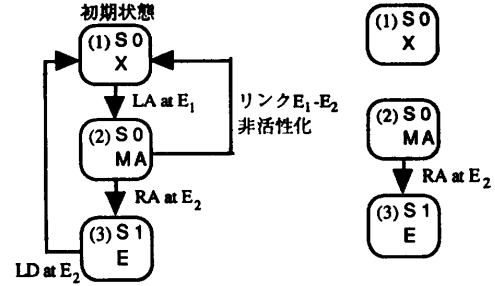 初期状態
(1) S 0
X
LA at E1
リンクE1-E2
非活性化
(2) S 0
M A
RA at E2
(3) S 1
E
LD at E2
(1) S 0
X
(2) S 0
M A
RA at E2
(3) S 1
E